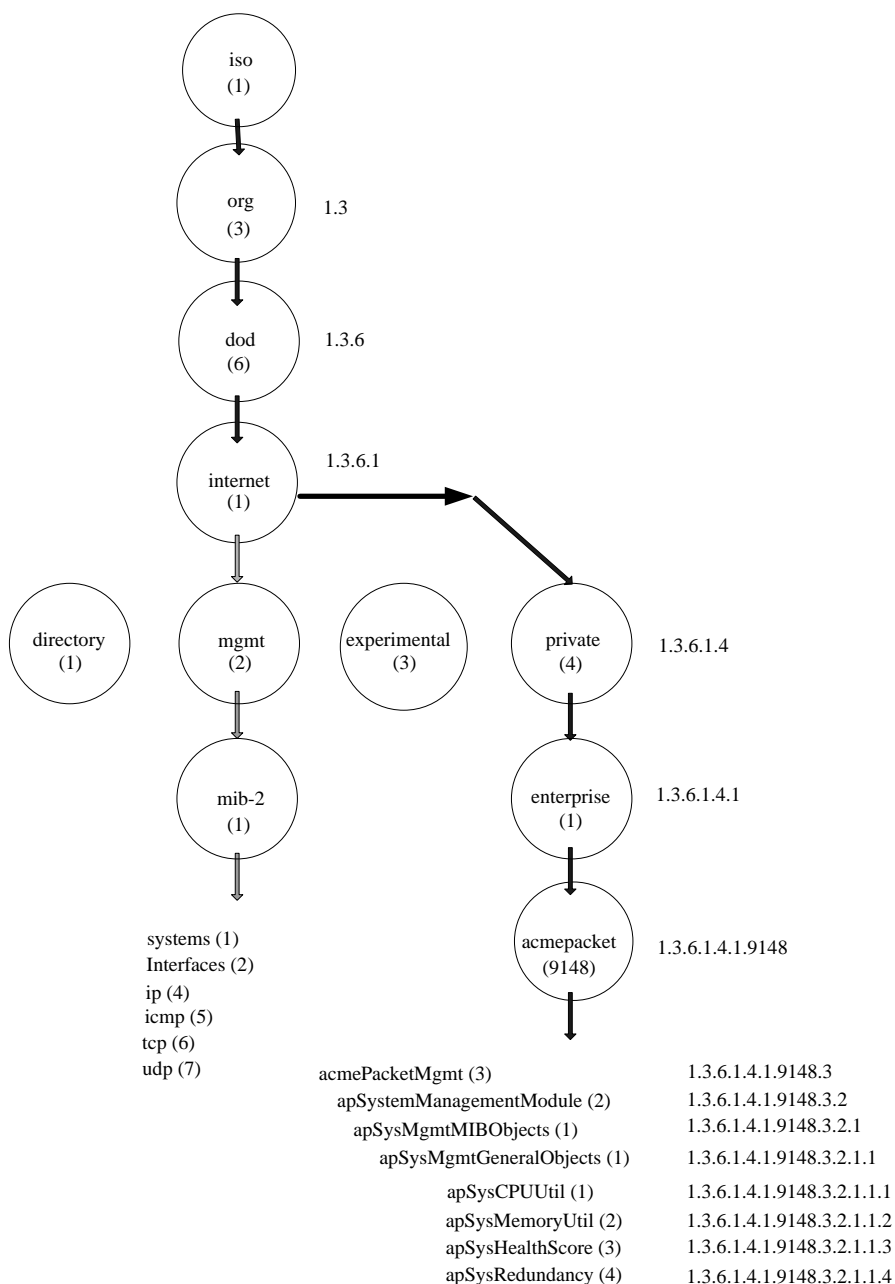 iso
(1)
org
(3)
1.3
dod
(6)
1.3.6
internet
(1)
1.3.6.1
directory
(1)
mgmt
(2)
experimental
(3)
private
(4)
1.3.6.1.4
mib-2
(1)
enterprise
(1)
1.3.6.1.4.1
systems (1)
Interfaces (2)
ip (4)
icmp (5)
tcp (6)
udp (7)
acmepacket
(9148)
1.3.6.1.4.1.9148
acmePacketMgmt (3) 1.3.6.1.4.1.9148.3
apSystemManagementModule (2) 1.3.6.1.4.1.9148.3.2
apSysMgmtMIBObjects (1) 1.3.6.1.4.1.9148.3.2.1
apSysMgmtGeneralObjects (1) 1.3.6.1.4.1.9148.3.2.1.1
apSysCPUUtil (1) 1.3.6.1.4.1.9148.3.2.1.1.1
apSysMemoryUtil (2) 1.3.6.1.4.1.9148.3.2.1.1.2
apSysHealthScore (3) 1.3.6.1.4.1.9148.3.2.1.1.3
apSysRedundancy (4) 1.3.6.1.4.1.9148.3.2.1.1.4